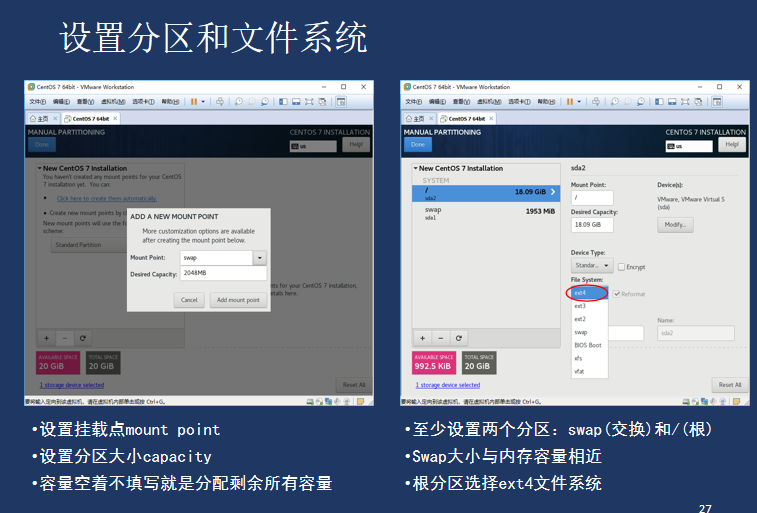 设置分区和文件系统
CentOS 7 64bit - VMware Workstation
文件(F) 编辑(E) 查看(V) 虚拟机(M) 选项卡(T) 帮助(H)
主页 CentOS 7 64bit
MANUAL PARTITIONING
CENTOS 7 INSTALLATION
Done
us
Help!
New CentOS 7 Installation
You haven't created any mount points for your CentOS
7 installation yet. You can:
Click here to create them automatically.
Create new mount points by c
New mount points will use the f
scheme:
Standard Partition
ADD A NEW MOUNT POINT
More customization options are available
after creating the mount point below.
Mount Point: swap
Desired Capacity: 2048MB
Cancel Add mount point
nts for your CentOS 7 installation,
etails here.
+ −
AVAILABLE SPACE
20 GiB
TOTAL SPACE
20 GiB
1 storage device selected
Reset All
要将输入定向到该虚拟机，请在虚拟机内部单击或按 Ctrl+G。
•设置挂载点mount point
•设置分区大小capacity
•容量空着不填写就是分配剩余所有容量
CentOS 7 64bit - VMware Workstation
文件(F) 编辑(E) 查看(V) 虚拟机(M) 选项卡(T) 帮助(H)
主页 CentOS 7 64bit
MANUAL PARTITIONING
CENTOS 7 INSTALLATION
Done
us
Help!
New CentOS 7 Installation
SYSTEM
/ 18.09 GiB
sda2
swap 1953 MiB
sda1
+ −
AVAILABLE SPACE
992.5 KiB
TOTAL SPACE
20 GiB
1 storage device selected
sda2
Mount Point:
/
Desired Capacity:
18.09 GiB
Device(s):
VMware, VMware Virtual S
(sda)
Modify...
Device Type:
Standar...
Encrypt
File System:
ext4
Reformat
ext3
ext2
swap
BIOS Boot
xfs
vfat
Name:
sda2
Reset All
要将输入定向到该虚拟机，请在虚拟机内部单击或按 Ctrl+G。
•至少设置两个分区：swap(交换)和/(根)
•Swap大小与内存容量相近
•根分区选择ext4文件系统
27